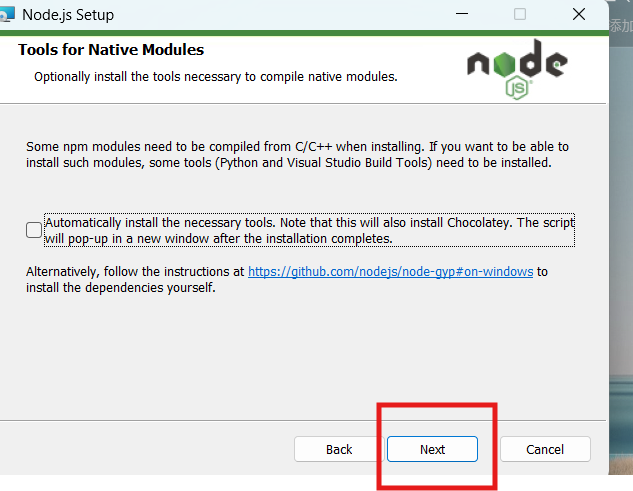 Node.js Setup
添加
Tools for Native Modules
Optionally install the tools necessary to compile native modules.
node
JS
Some npm modules need to be compiled from C/C++ when installing. If you want to be able to
install such modules, some tools (Python and Visual Studio Build Tools) need to be installed.
Automatically install the necessary tools. Note that this will also install Chocolatey. The script
will pop-up in a new window after the installation completes.
Alternatively, follow the instructions at https://github.com/nodejs/node-gyp#on-windows to
install the dependencies yourself.
Back
Next
Cancel